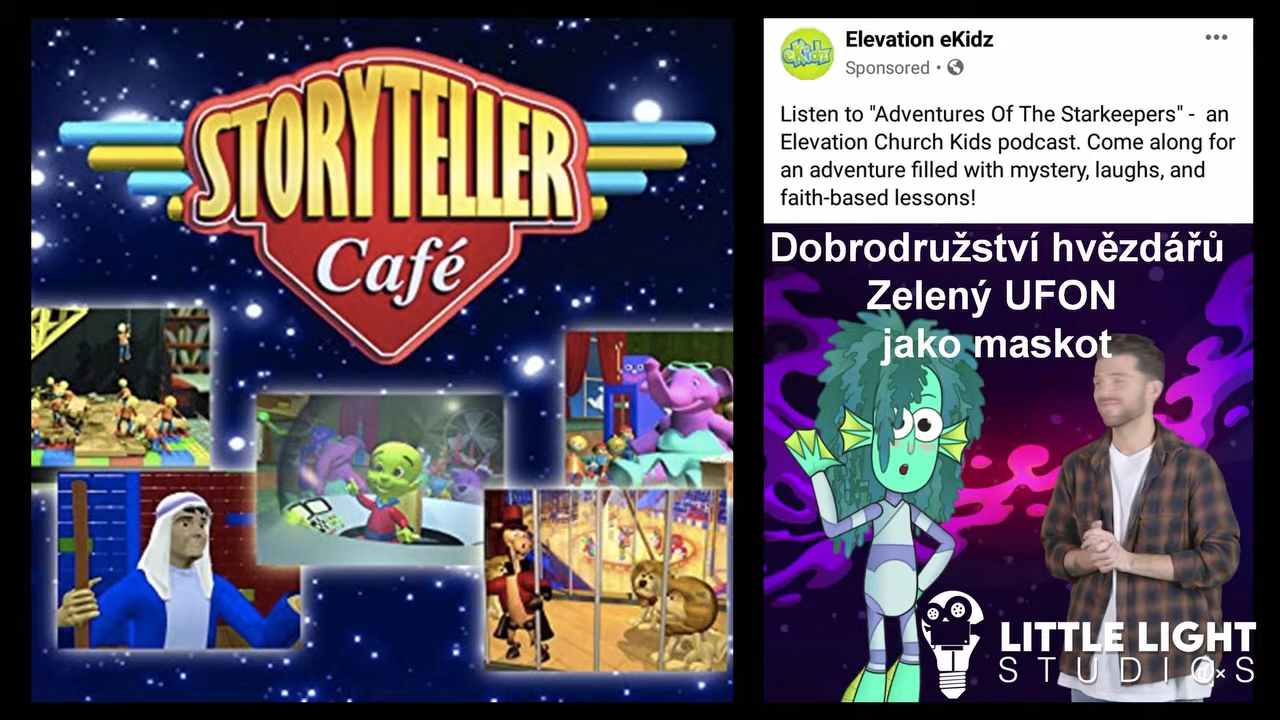 STORYTELLER
Café
eKidz
Elevation eKidz
Sponsored
Listen to "Adventures Of The Starkeepers" - an
Elevation Church Kids podcast. Come along for
an adventure filled with mystery, laughs, and
faith-based lessons!
Dobrodružství hvězdářů
Zelený UFON
jako maskot
LITTLE LIGHT
STUDIOS